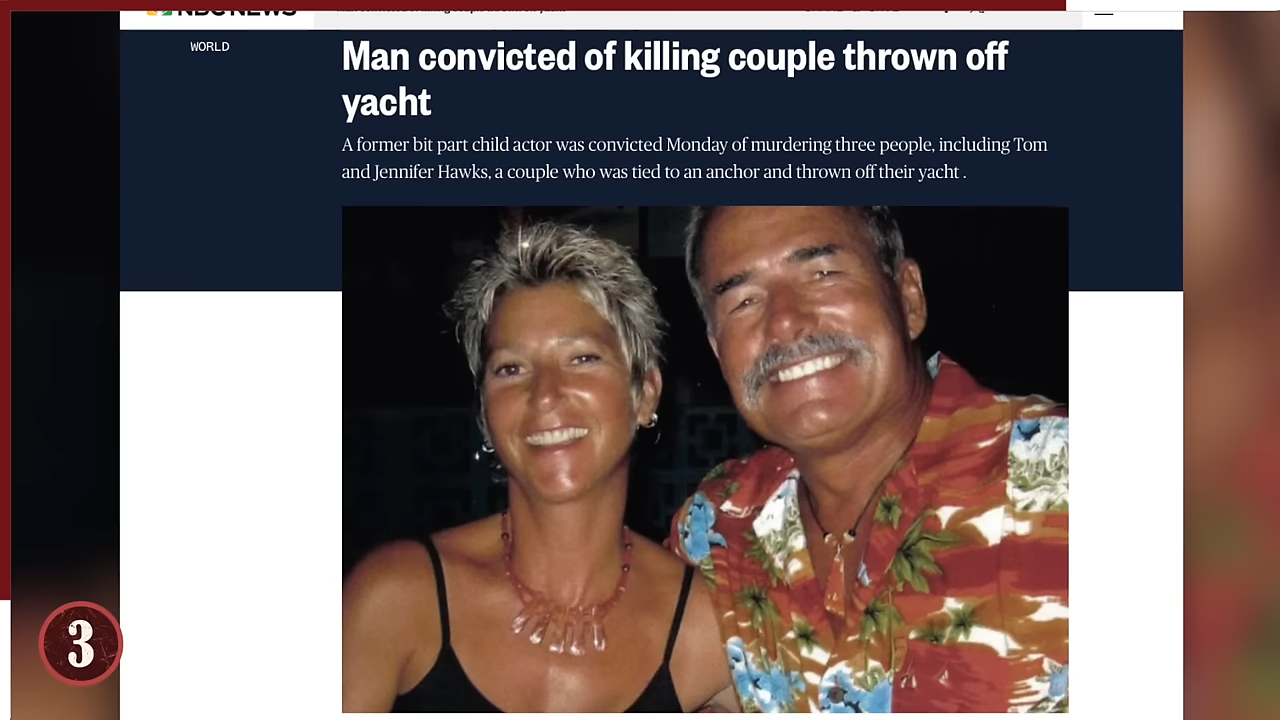 NBC NEWS
WORLD
Man convicted of killing couple thrown off
yacht
A former bit part child actor was convicted Monday of murdering three people, including Tom
and Jennifer Hawks, a couple who was tied to an anchor and thrown off their yacht .
3